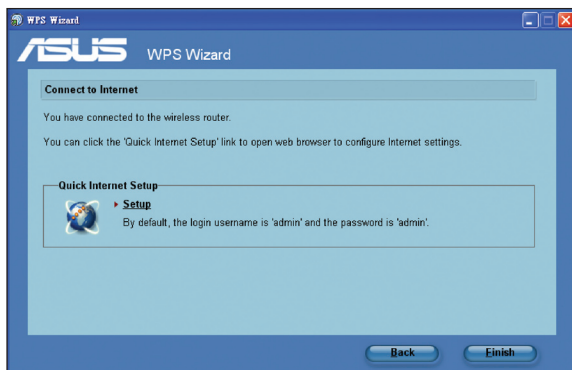 WPS Wizard
ASUS WPS Wizard
Connect to Internet
You have connected to the wireless router.
You can click the 'Quick Internet Setup' link to open web browser to configure Internet settings.
Quick Internet Setup
Setup
By default, the login username is 'admin' and the password is 'admin'.
Back Finish